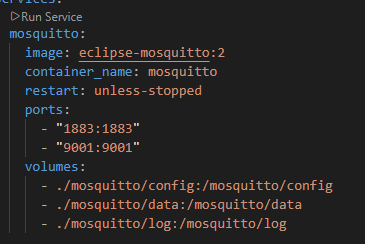 services:
▷Run Service
mosquitto:
image: eclipse-mosquitto:2
container_name: mosquitto
restart: unless-stopped
ports:
- "1883:1883"
- "9001:9001"
volumes:
- ./mosquitto/config:/mosquitto/config
- ./mosquitto/data:/mosquitto/data
- ./mosquitto/log:/mosquitto/log